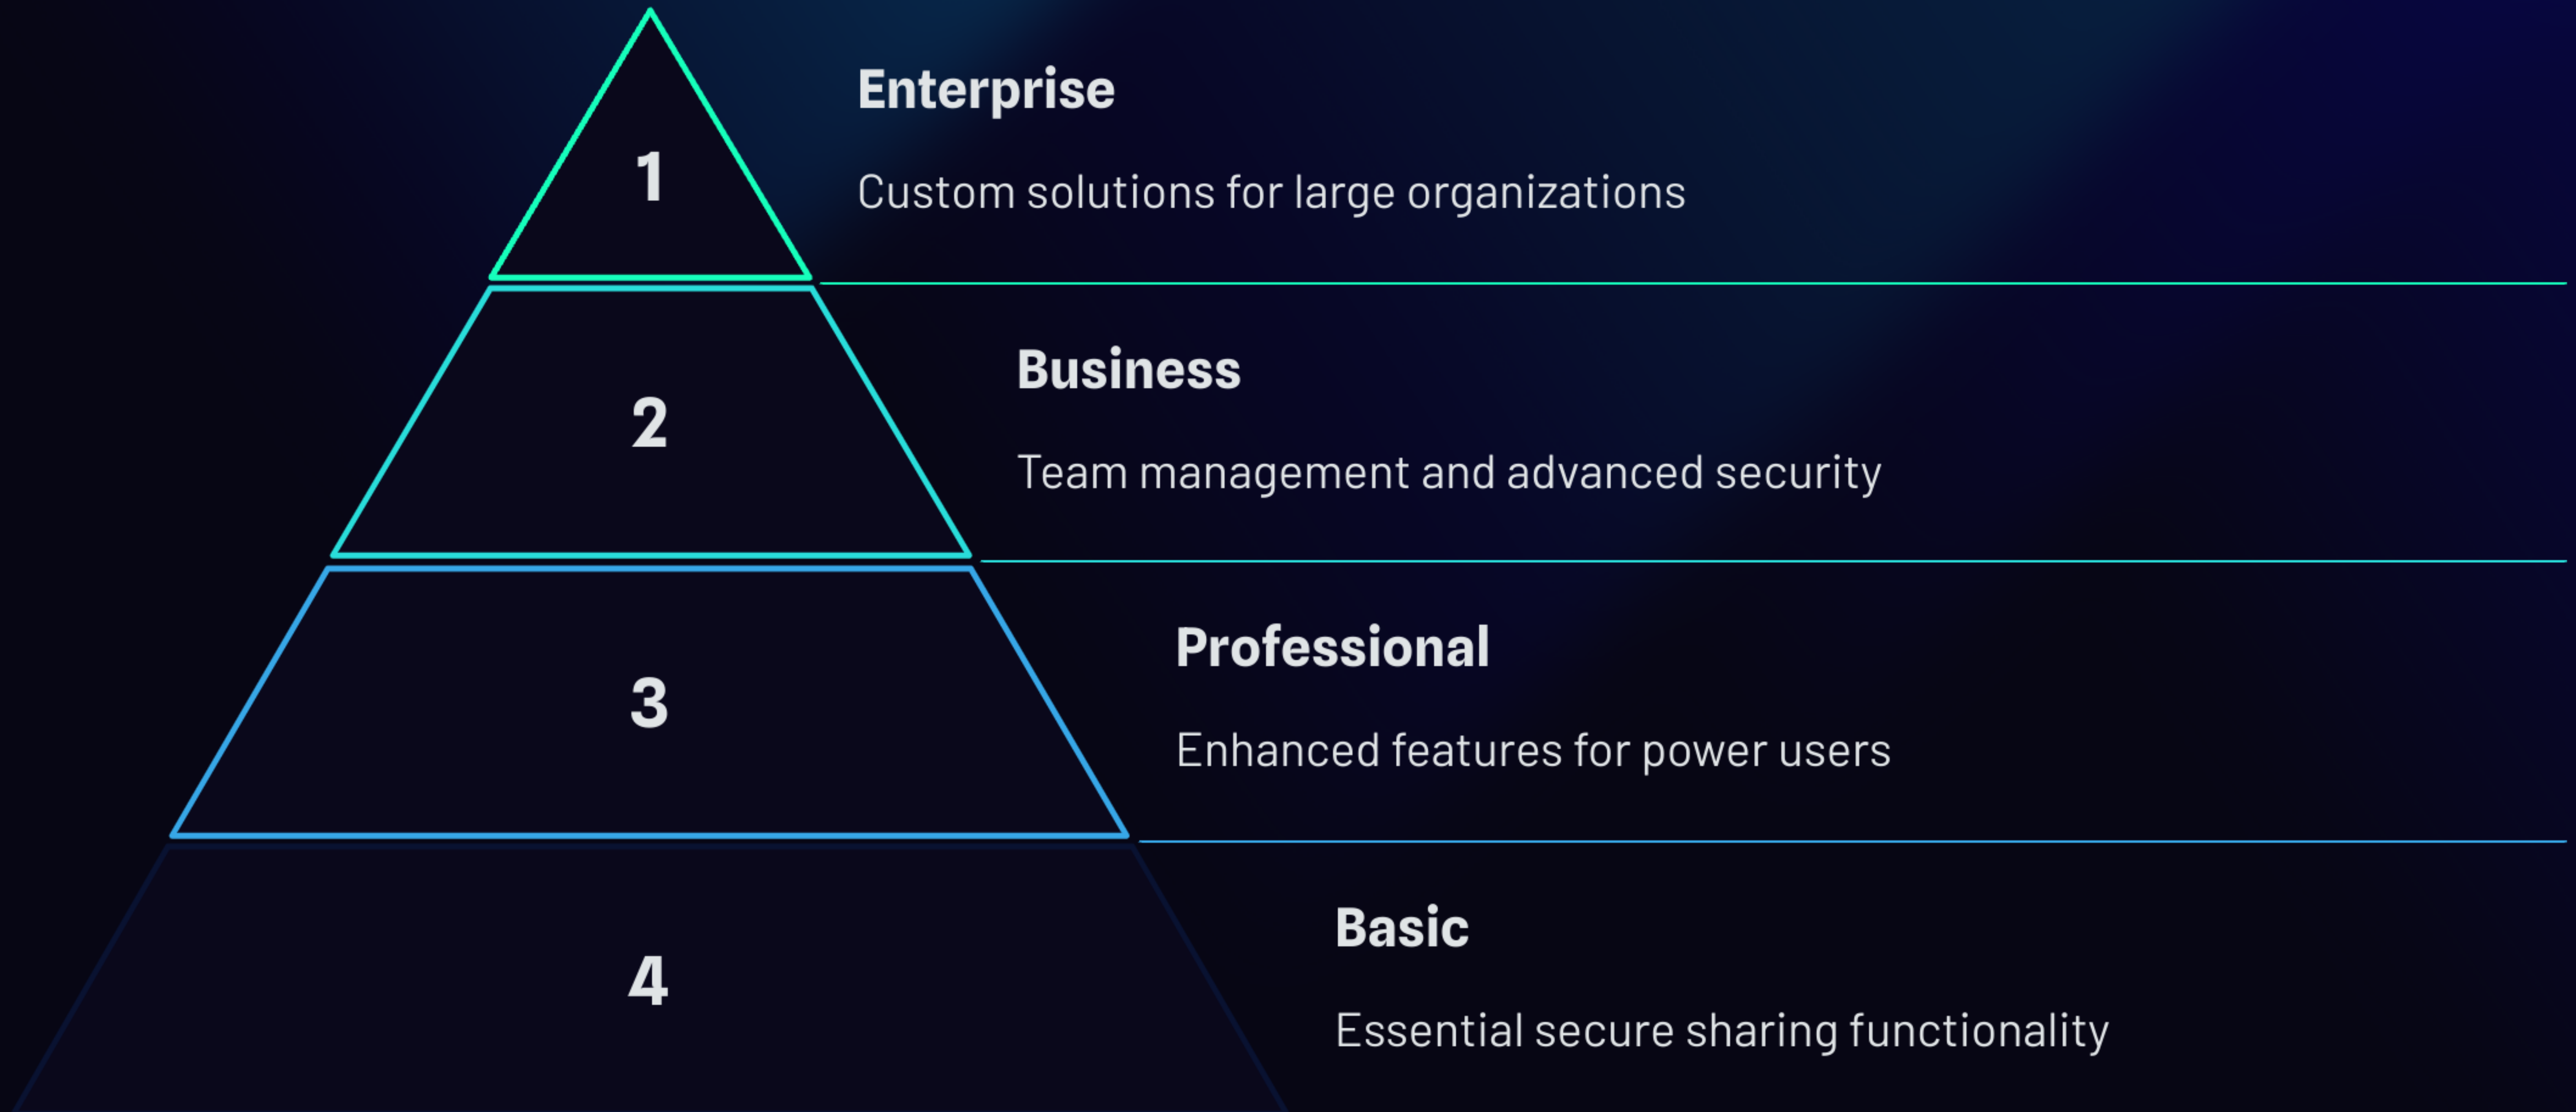 1
Enterprise
Custom solutions for large organizations
2
Business
Team management and advanced security
3
Professional
Enhanced features for power users
4
Basic
Essential secure sharing functionality